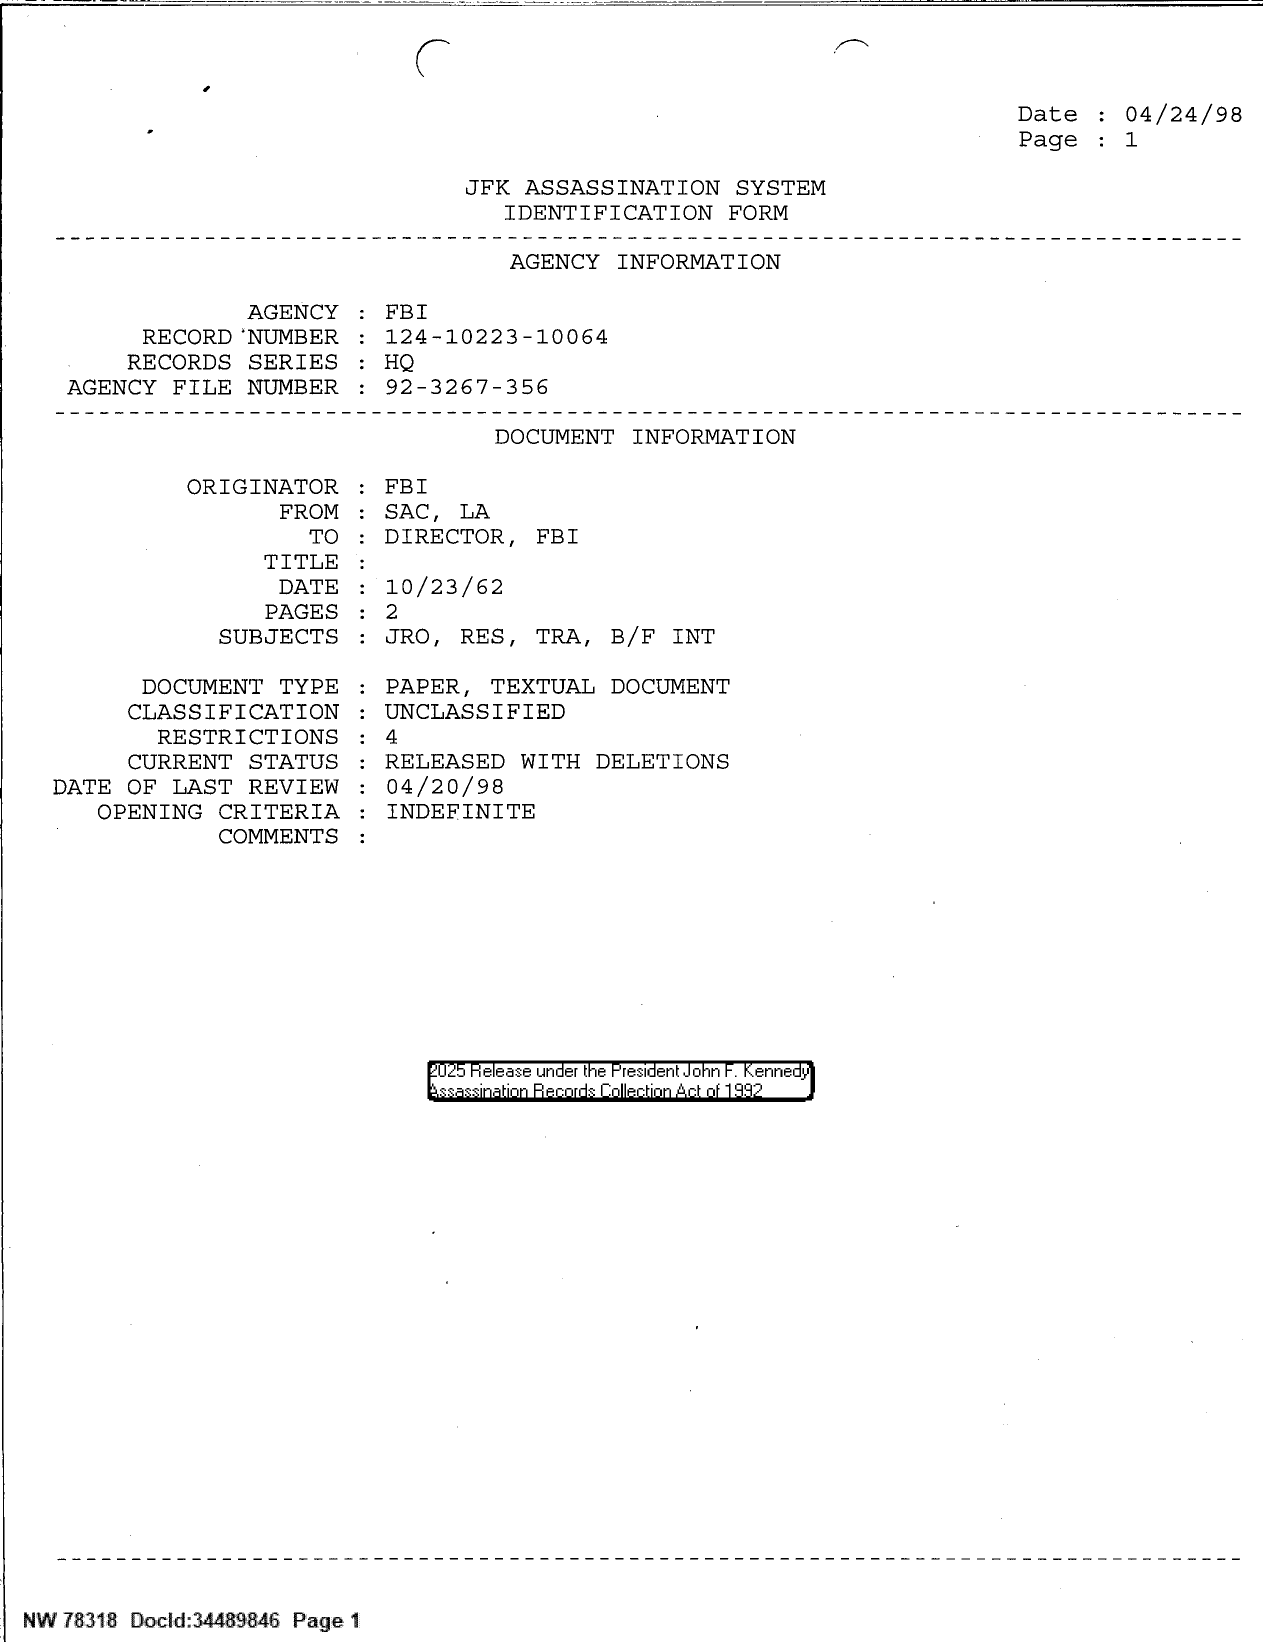 Date : 04/24/98
Page : 1
JFK ASSASSINATION SYSTEM
IDENTIFICATION FORM
AGENCY INFORMATION
AGENCY : FBI
RECORD NUMBER : 124-10223-10064
RECORDS SERIES : HQ
AGENCY FILE NUMBER : 92-3267-356
DOCUMENT INFORMATION
ORIGINATOR : FBI
FROM : SAC, LA
TO : DIRECTOR, FBI
TITLE :
DATE : 10/23/62
PAGES : 2
SUBJECTS : JRO, RES, TRA, B/F INT
DOCUMENT TYPE : PAPER, TEXTUAL DOCUMENT
CLASSIFICATION : UNCLASSIFIED
RESTRICTIONS : 4
CURRENT STATUS : RELEASED WITH DELETIONS
DATE OF LAST REVIEW : 04/20/98
OPENING CRITERIA : INDEFINITE
COMMENTS :
2025 Release under the President John F. Kennedy
Assassination Records Collection Act of 1992
NW 78318 DocId:34489846 Page 1